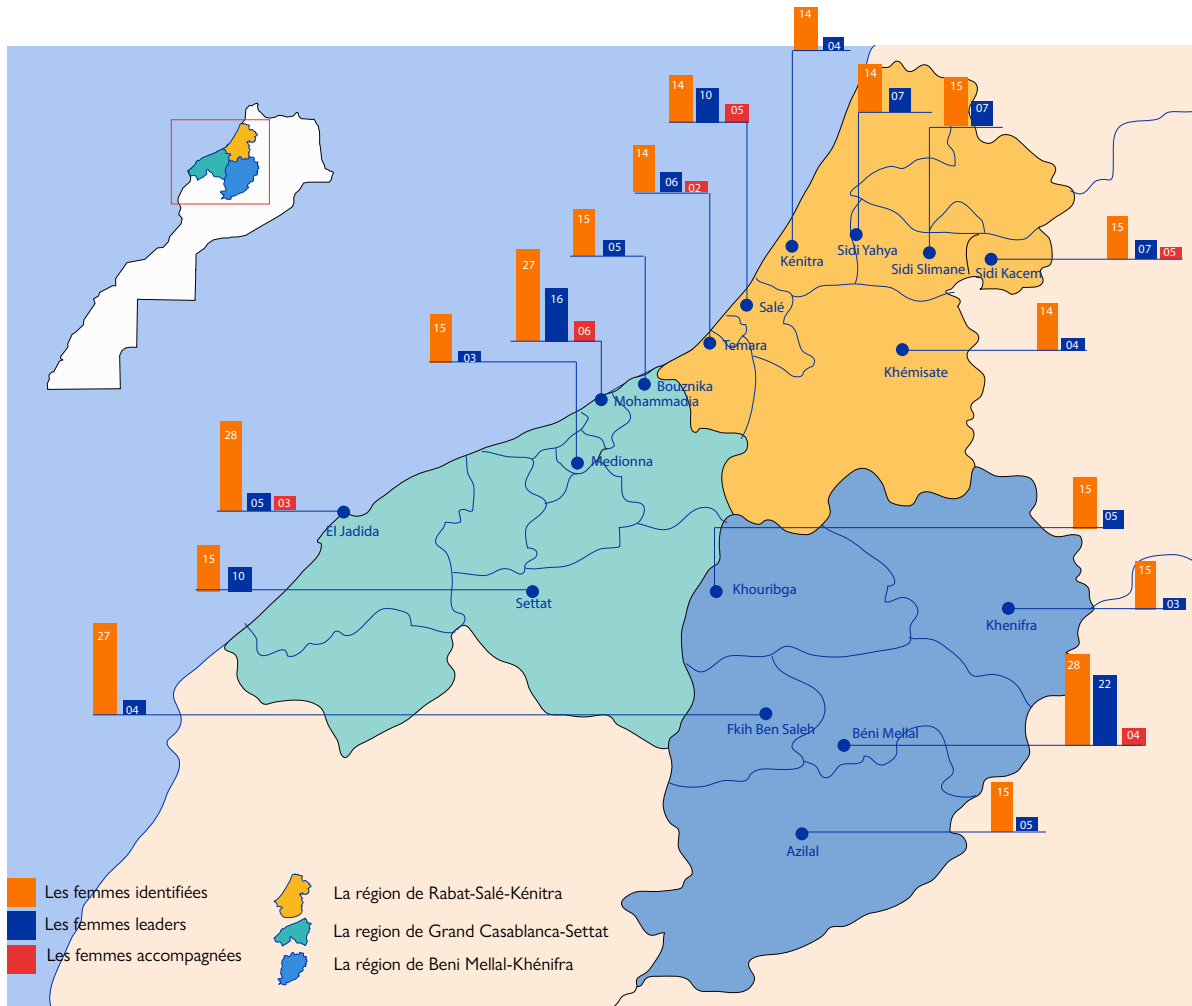 14
04
14
10
05
14
07
15
07
14
06
02
15
05
15
07
05
27
16
06
15
03
14
04
Kénitra
Sidi Yahya
Sidi Slimane
Sidi Kacem
Salé
Temara
Khémisate
Bouznika
Mohammadia
Medionna
28
05
03
El Jadida
15
05
15
10
Settat
Khouribga
15
03
Khenifra
27
04
Fkih Ben Saleh
Béni Mellal
28
22
04
15
05
Azilal
Les femmes identifiées
Les femmes leaders
Les femmes accompagnées
La région de Rabat-Salé-Kénitra
La region de Grand Casablanca-Settat
La région de Beni Mellal-Khénifra